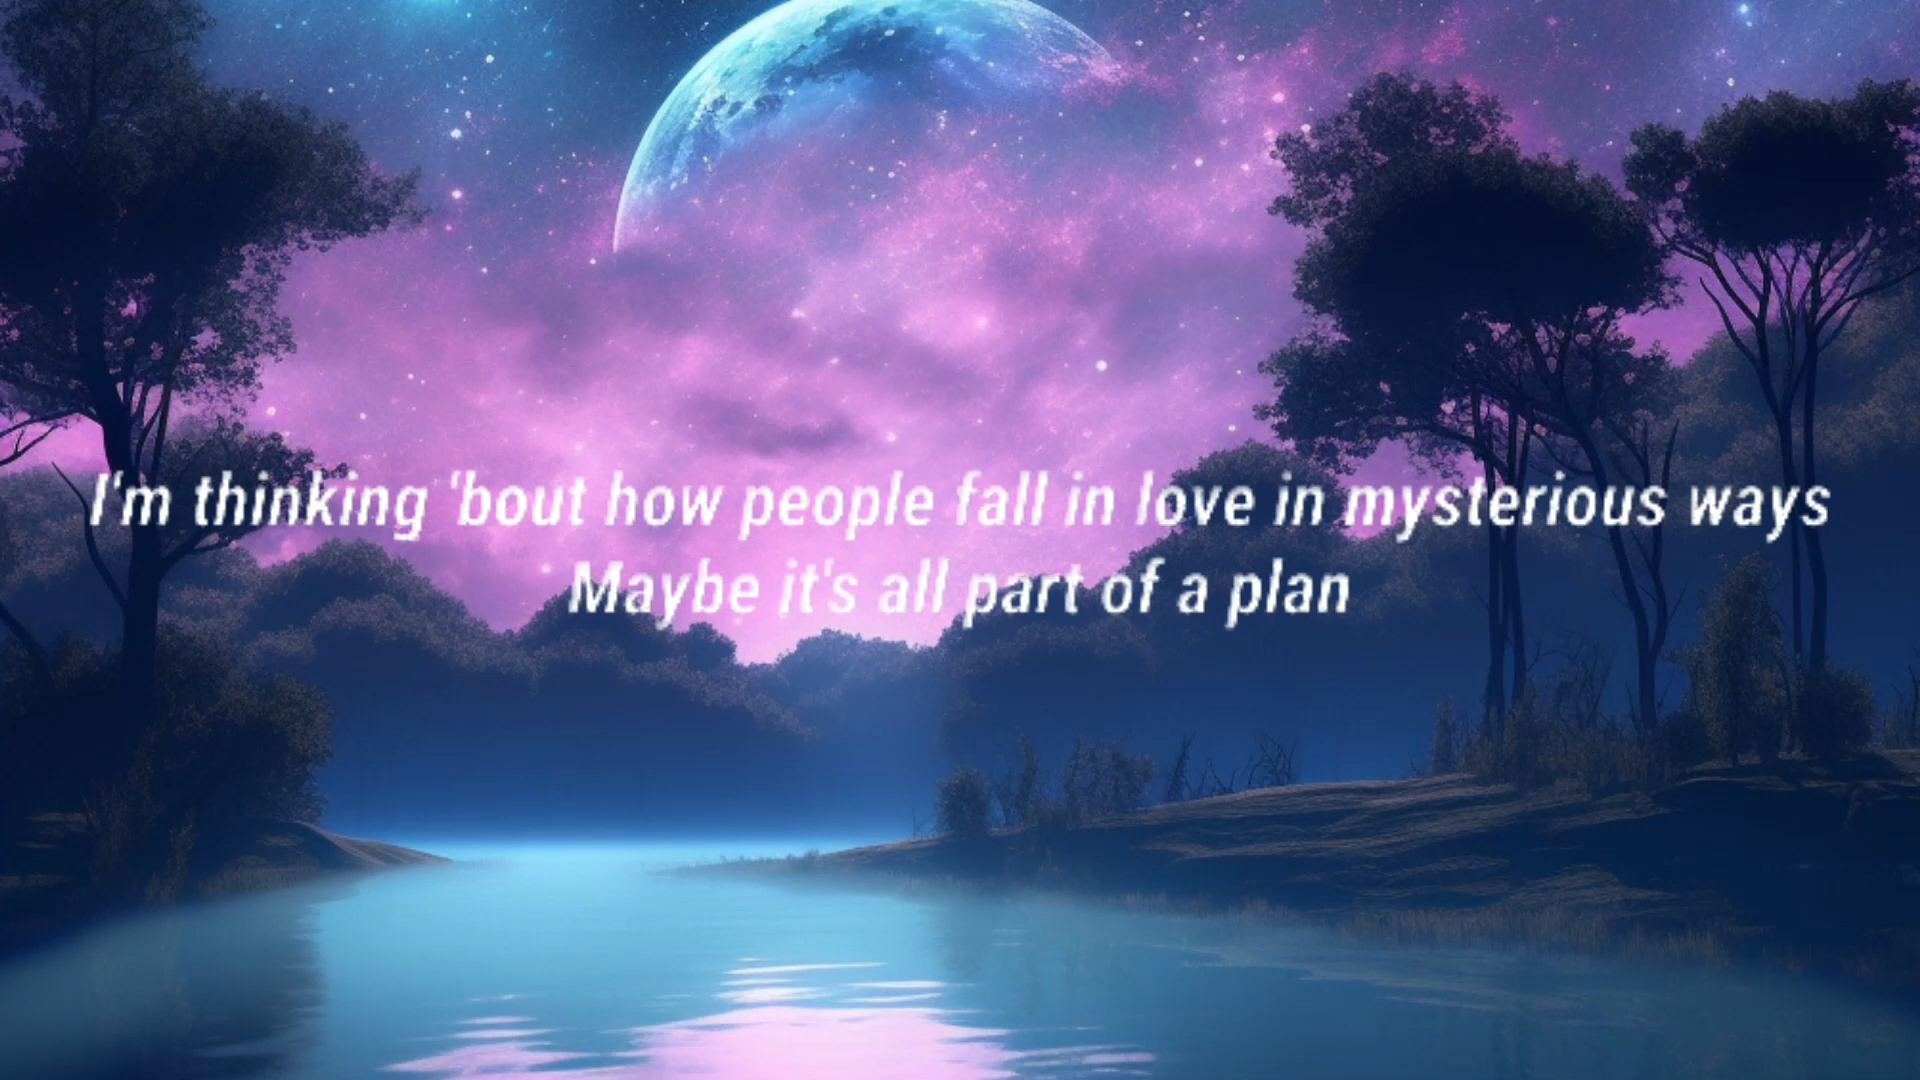 I'm thinking 'bout how people fall in love in mysterious ways
Maybe it's all part of a plan